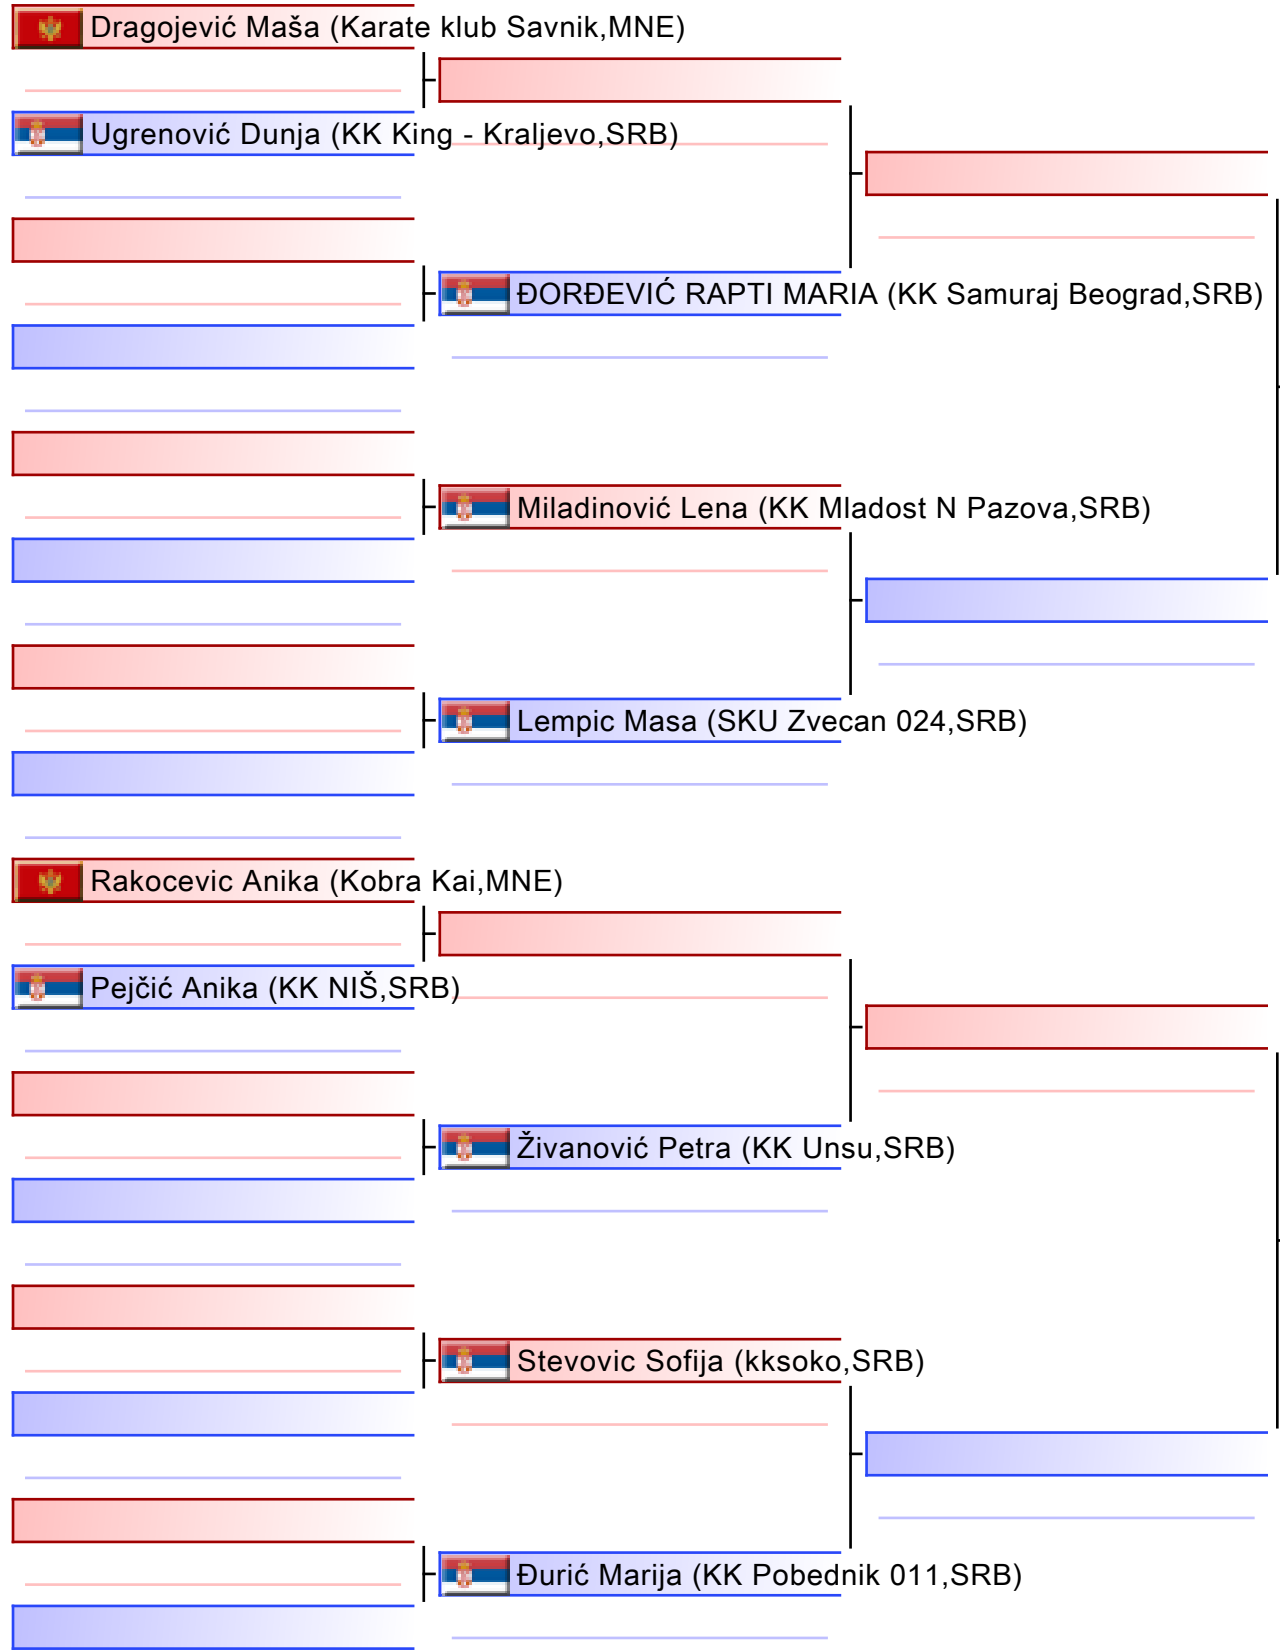 Dragojević Maša (Karate klub Savnik,MNE)
Ugrenović Dunja (KK King - Kraljevo,SRB)
ĐORĐEVIĆ RAPTI MARIA (KK Samuraj Beograd,SRB)
Miladinović Lena (KK Mladost N Pazova,SRB)
Lempic Masa (SKU Zvecan 024,SRB)
Rakocevic Anika (Kobra Kai,MNE)
Pejčić Anika (KK NIŠ,SRB)
Živanović Petra (KK Unsu,SRB)
Stevovic Sofija (kksoko,SRB)
Đurić Marija (KK Pobednik 011,SRB)